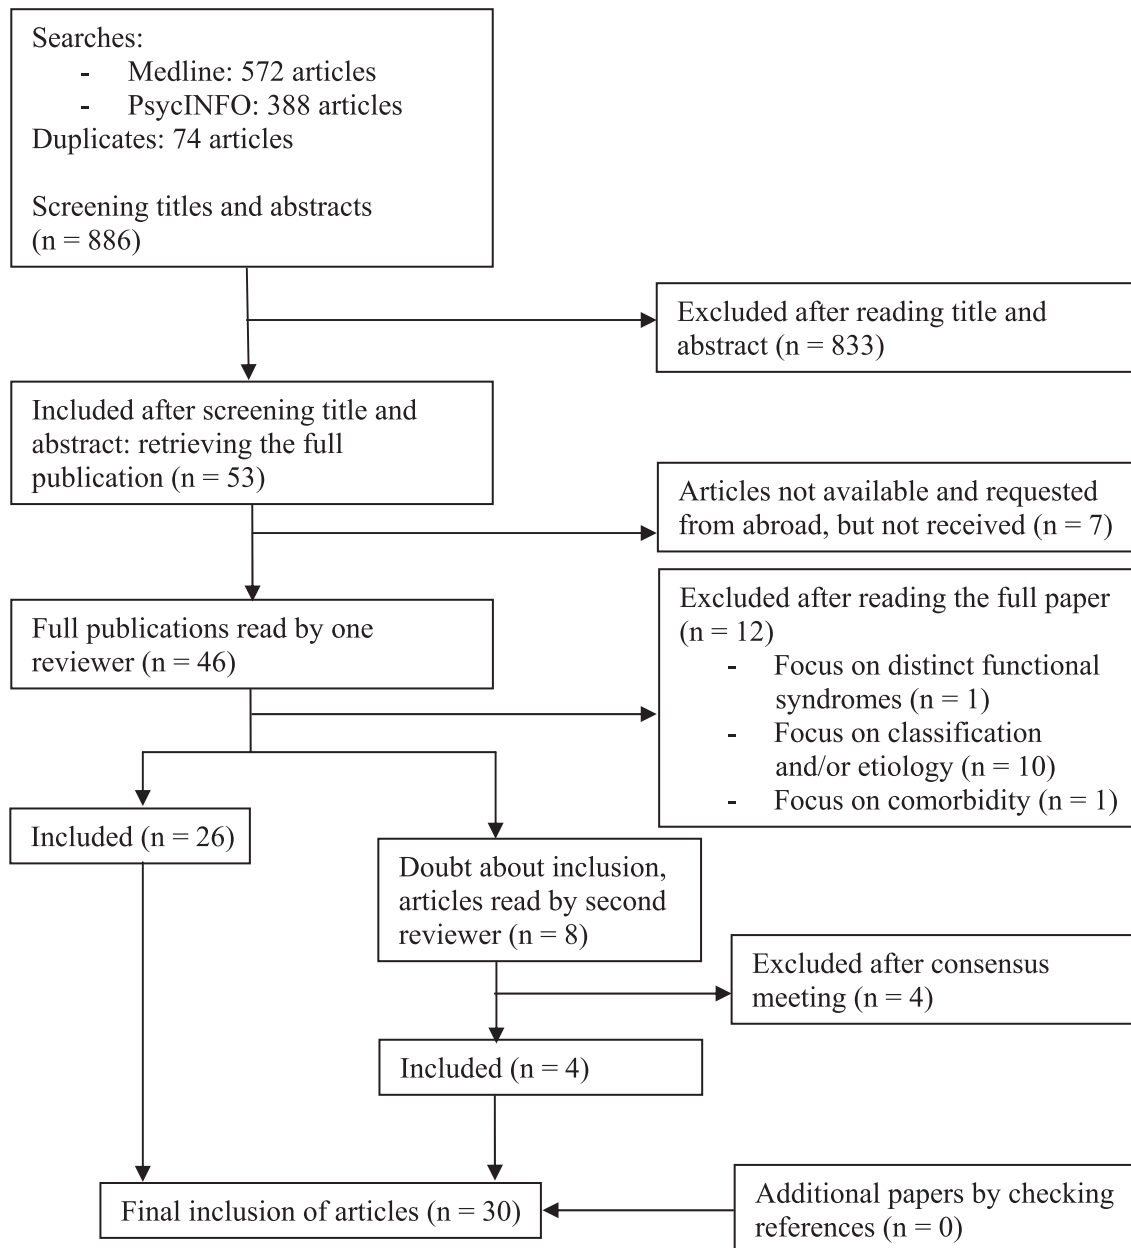 Searches:
- Medline: 572 articles
- PsycINFO: 388 articles
Duplicates: 74 articles
Screening titles and abstracts
(n = 886)
Excluded after reading title and
abstract (n = 833)
Included after screening title and
abstract: retrieving the full
publication (n = 53)
Articles not available and requested
from abroad, but not received (n = 7)
Full publications read by one
reviewer (n = 46)
Excluded after reading the full paper
(n = 12)
- Focus on distinct functional
syndromes (n = 1)
- Focus on classification
and/or etiology (n = 10)
- Focus on comorbidity (n = 1)
Included (n = 26)
Doubt about inclusion,
articles read by second
reviewer (n = 8)
Excluded after consensus
meeting (n = 4)
Included (n = 4)
Final inclusion of articles (n = 30)
Additional papers by checking
references (n = 0)